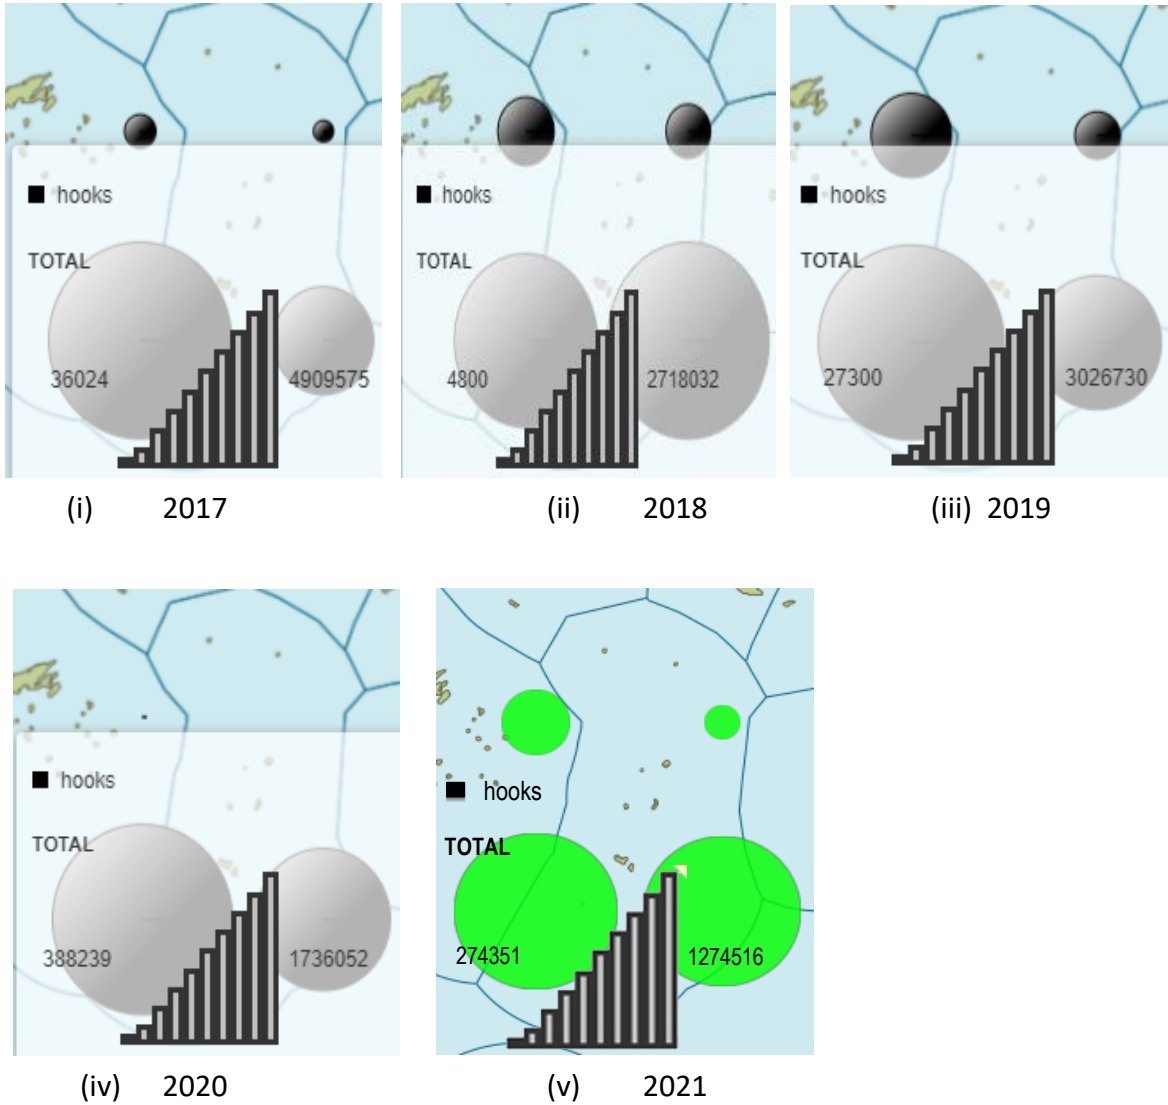 hooks
TOTAL
36024 4909575
(i) 2017
hooks
TOTAL
4800 2718032
(ii) 2018
hooks
TOTAL
27300 3026730
(iii) 2019
hooks
TOTAL
388239 1736052
(iv) 2020
hooks
TOTAL
274351 1274516
(v) 2021